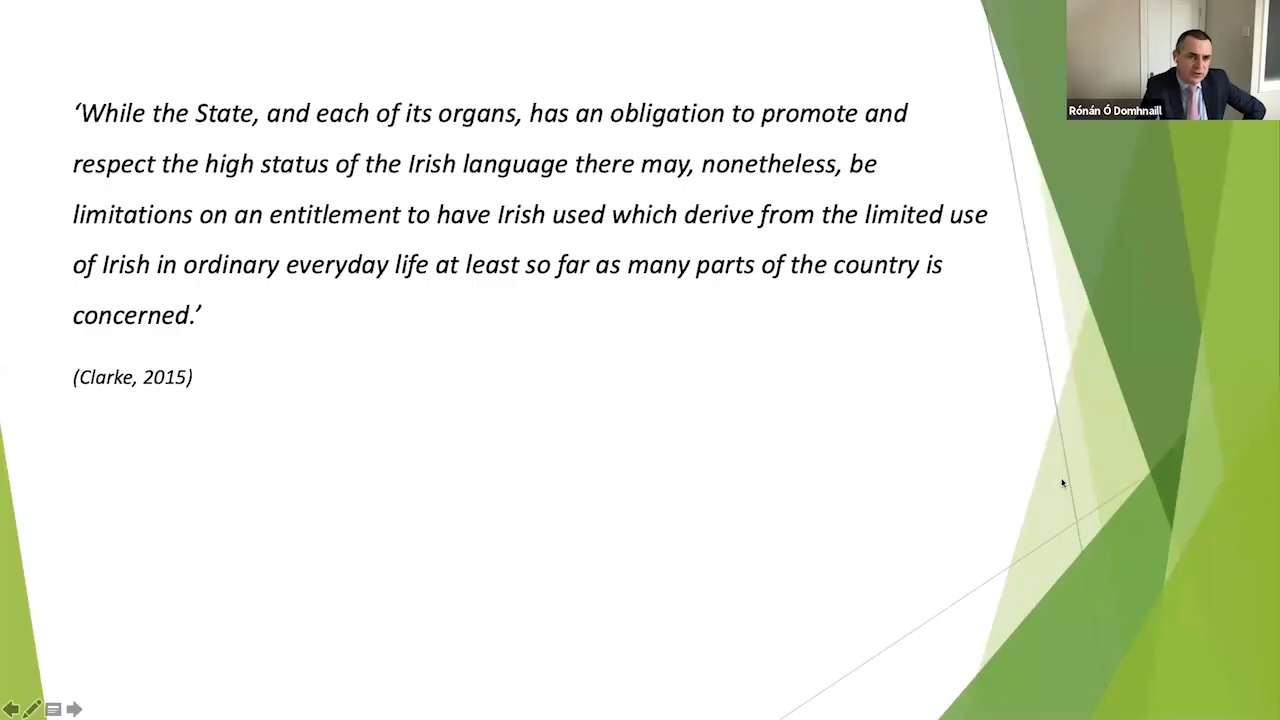 ‘While the State, and each of its organs, has an obligation to promote and
respect the high status of the Irish language there may, nonetheless, be
limitations on an entitlement to have Irish used which derive from the limited use
of Irish in ordinary everyday life at least so far as many parts of the country is
concerned.’
(Clarke, 2015)
Rónán Ó Domhnaill